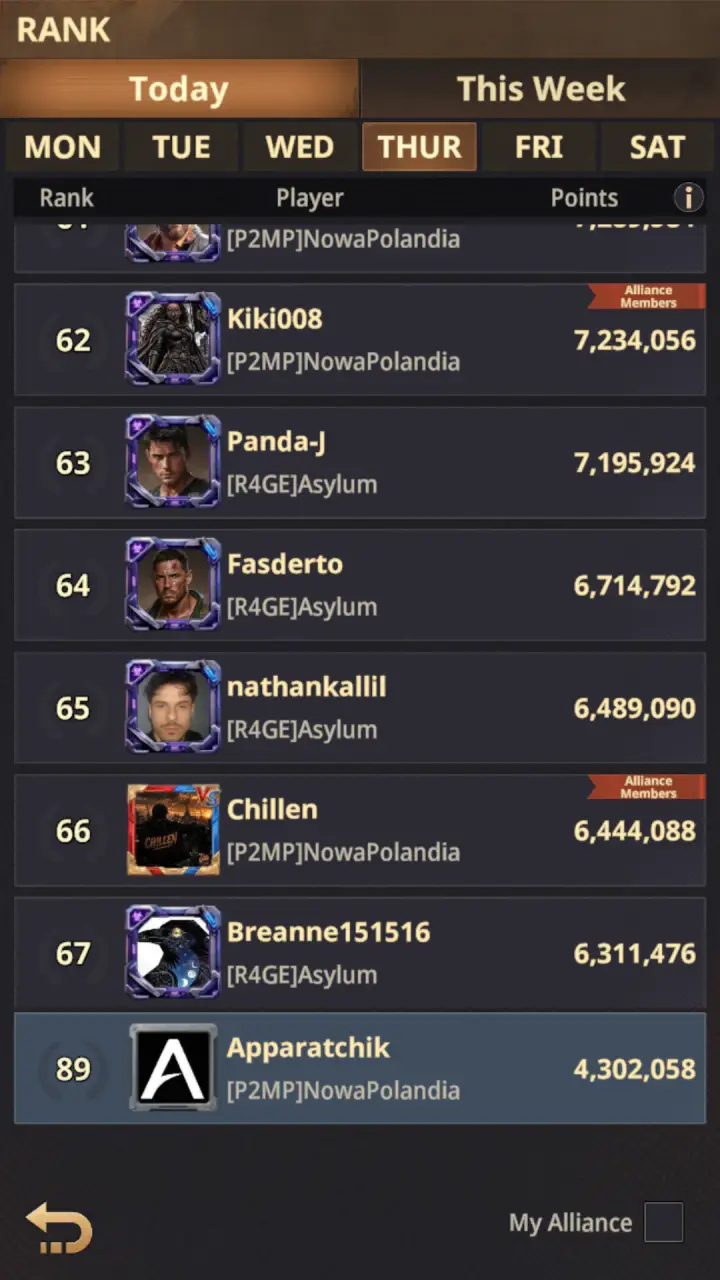 RANK
Today
This Week
MON
TUE
WED
THUR
FRI
SAT
Rank
Player
Points
[P2MP]NowaPolandia
Alliance
Members
62
Kiki008
[P2MP]NowaPolandia
7,234,056
63
Panda-J
[R4GE]Asylum
7,195,924
64
Fasderto
[R4GE]Asylum
6,714,792
65
nathankallil
[R4GE]Asylum
6,489,090
Alliance
Members
66
CHILLEN
VS
Chillen
[P2MP]NowaPolandia
6,444,088
67
Breanne151516
[R4GE]Asylum
6,311,476
89
A
Apparatchik
[P2MP]NowaPolandia
4,302,058
My Alliance